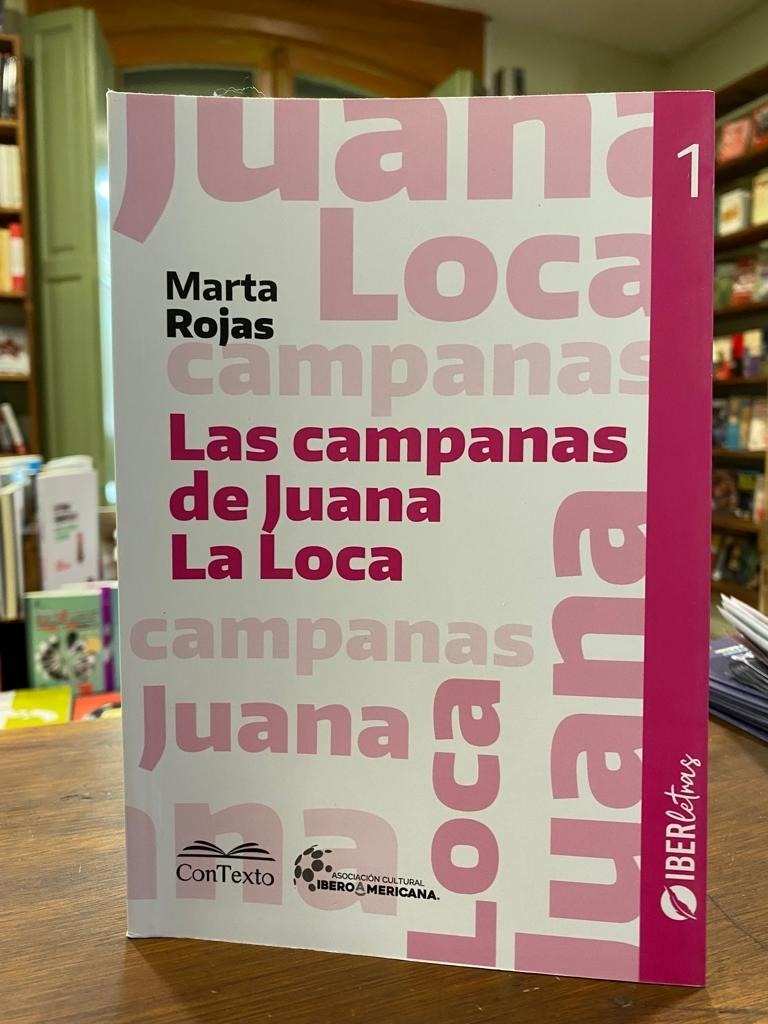 Juana
1
Loca
Marta
Rojas
campanas
Las campanas
de Juana
La Loca
Juana
campanas
Juana
Loca
ana
ConTexto
ASOCIACIÓN CULTURAL
IBEROAMERICANA
IBERletras